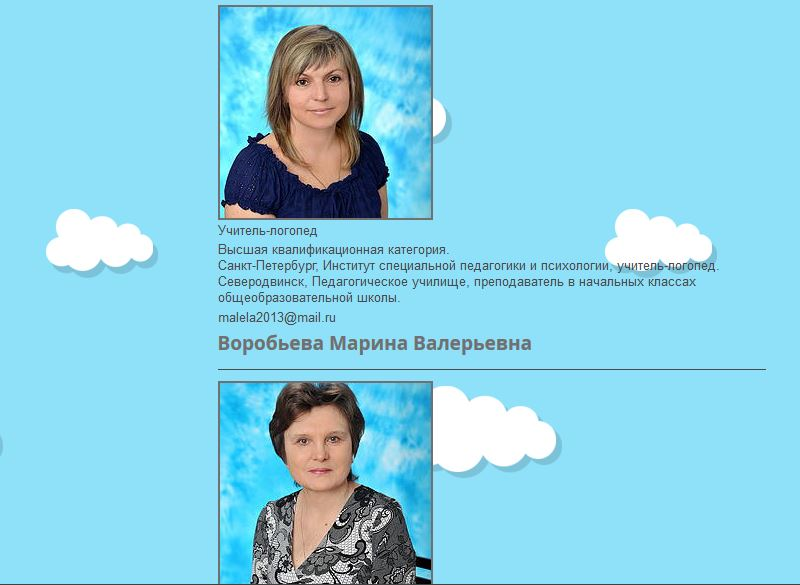 Учитель-логопед
Высшая квалификационная категория.
Санкт-Петербург, Институт специальной педагогики и психологии, учитель-логопед.
Северодвинск, Педагогическое училище, преподаватель в начальных классах
общеобразовательной школы.
malela2013@mail.ru
Воробьева Марина Валерьевна